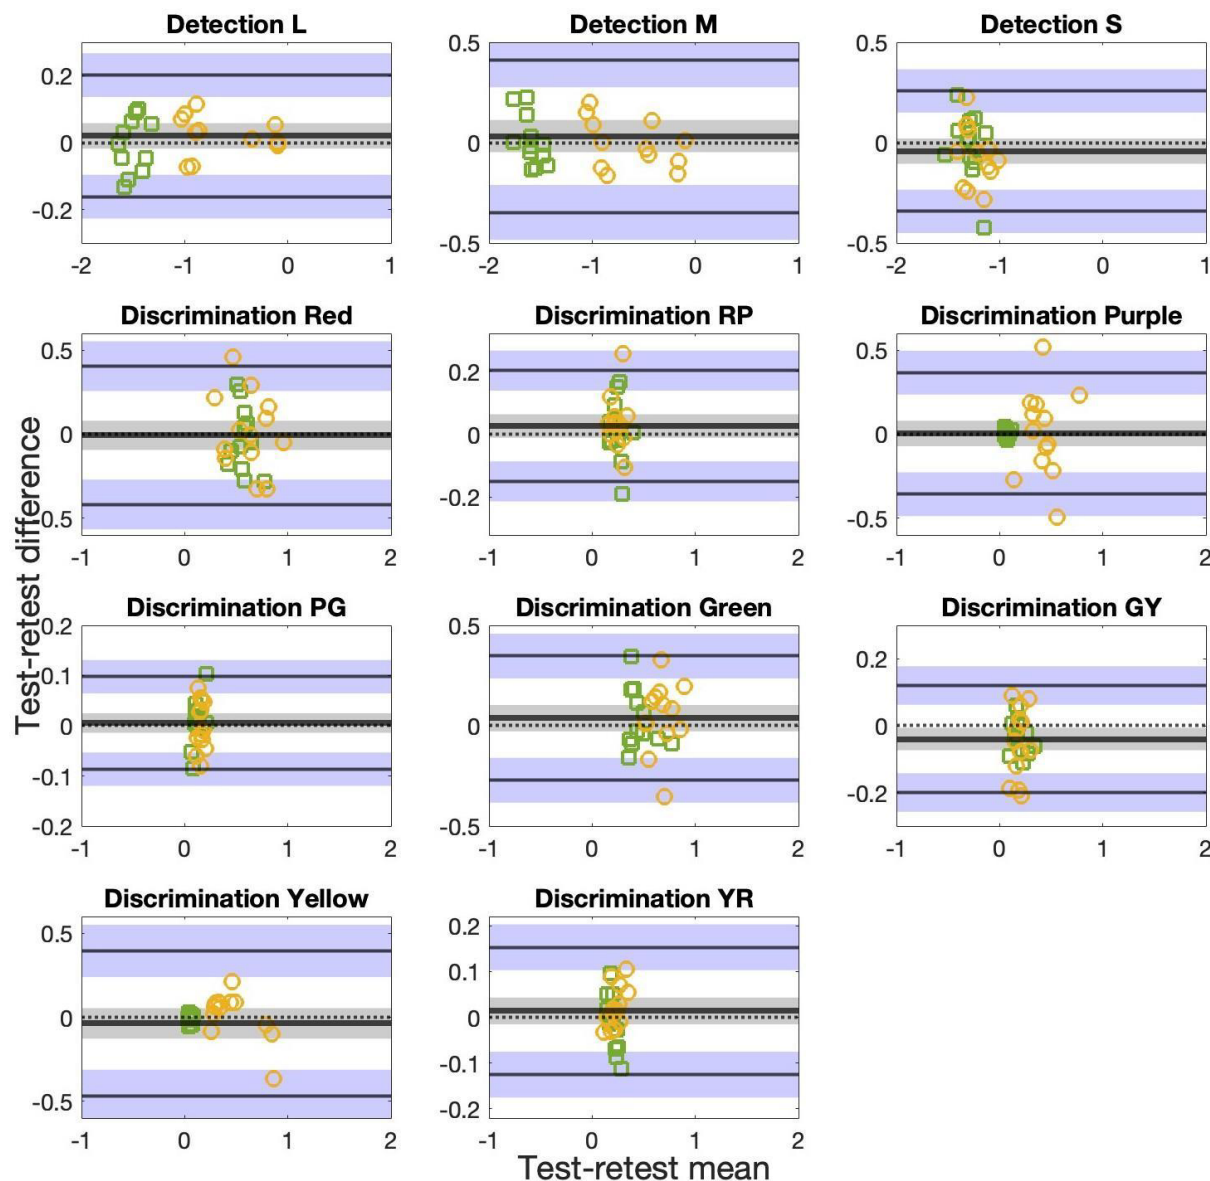 Detection L
Detection M
Detection S
0.2
0
-0.2
-2 -1 0 1
0.5
0
-0.5
-2 -1 0 1
0.5
0
-0.5
-2 -1 0 1
Test-retest difference
Discrimination Red
Discrimination RP
Discrimination Purple
0.5
0
-0.5
-1 0 1 2
0.2
0
-0.2
-1 0 1 2
0.5
0
-0.5
-1 0 1 2
Discrimination PG
Discrimination Green
Discrimination GY
0.2
0.1
0
-0.1
-0.2
-1 0 1 2
0.5
0
-0.5
-1 0 1 2
0.2
0
-0.2
-1 0 1 2
Discrimination Yellow
Discrimination YR
0.5
0
-0.5
-1 0 1 2
0.2
0.1
0
-0.1
-0.2
-1 0 1 2
Test-retest mean